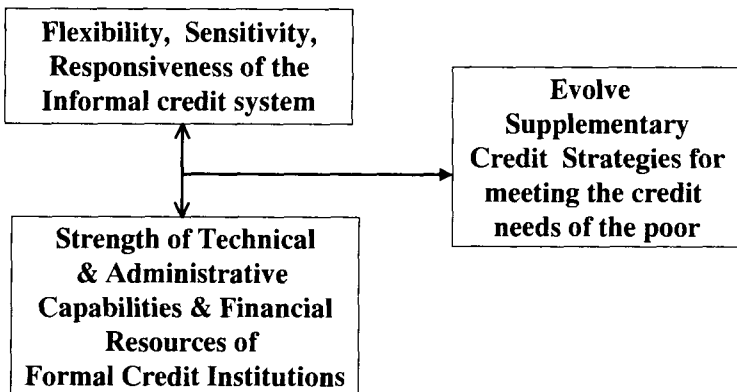 Flexibility, Sensitivity,
Responsiveness of the
Informal credit system
Evolve
Supplementary
Credit Strategies for
meeting the credit
needs of the poor
Strength of Technical
& Administrative
Capabilities & Financial
Resources of
Formal Credit Institutions